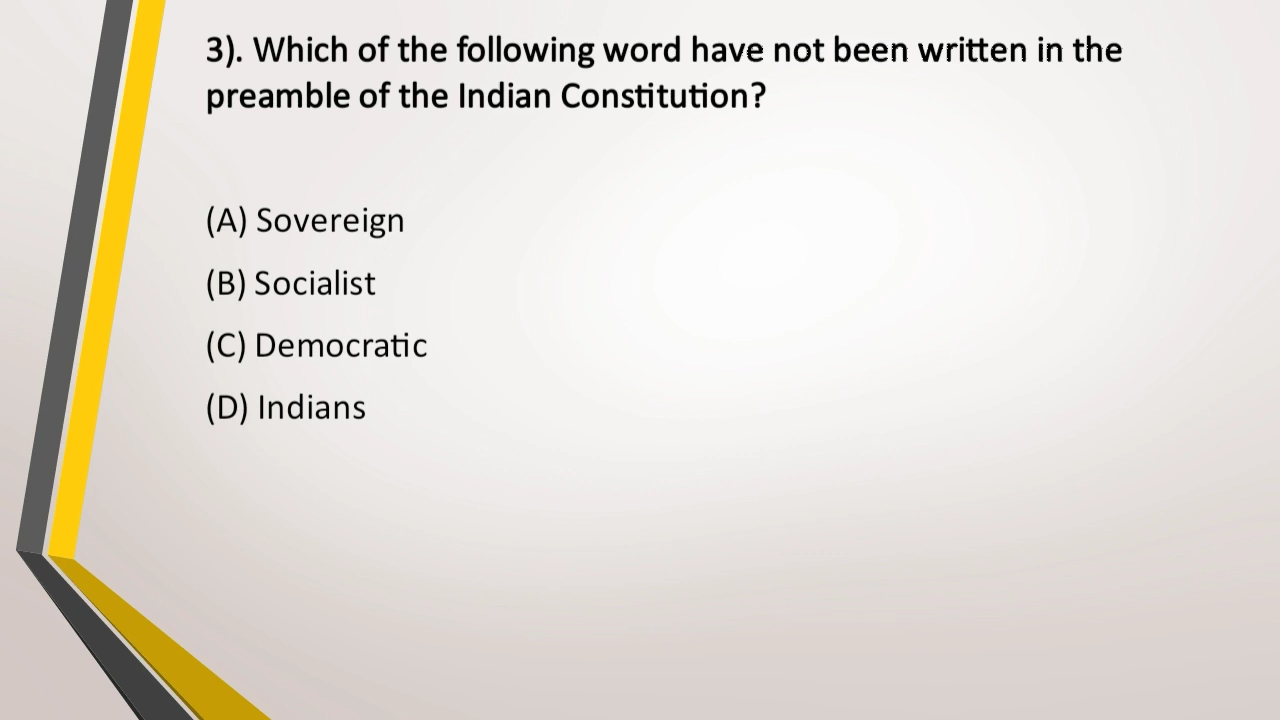 3). Which of the following word have not been written in the
preamble of the Indian Constitution?
(A) Sovereign
(B) Socialist
(C) Democratic
(D) Indians